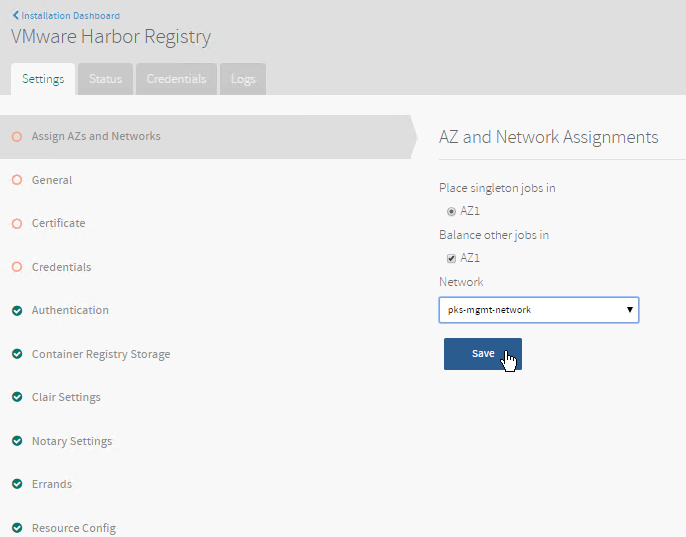 Installation Dashboard
VMware Harbor Registry
Settings Status Credentials Logs
Assign AZs and Networks
General
Certificate
Credentials
Authentication
Container Registry Storage
Clair Settings
Notary Settings
Errands
Resource Config
AZ and Network Assignments
Place singleton jobs in
AZ1
Balance other jobs in
AZ1
Network
pks-mgmt-network
Save